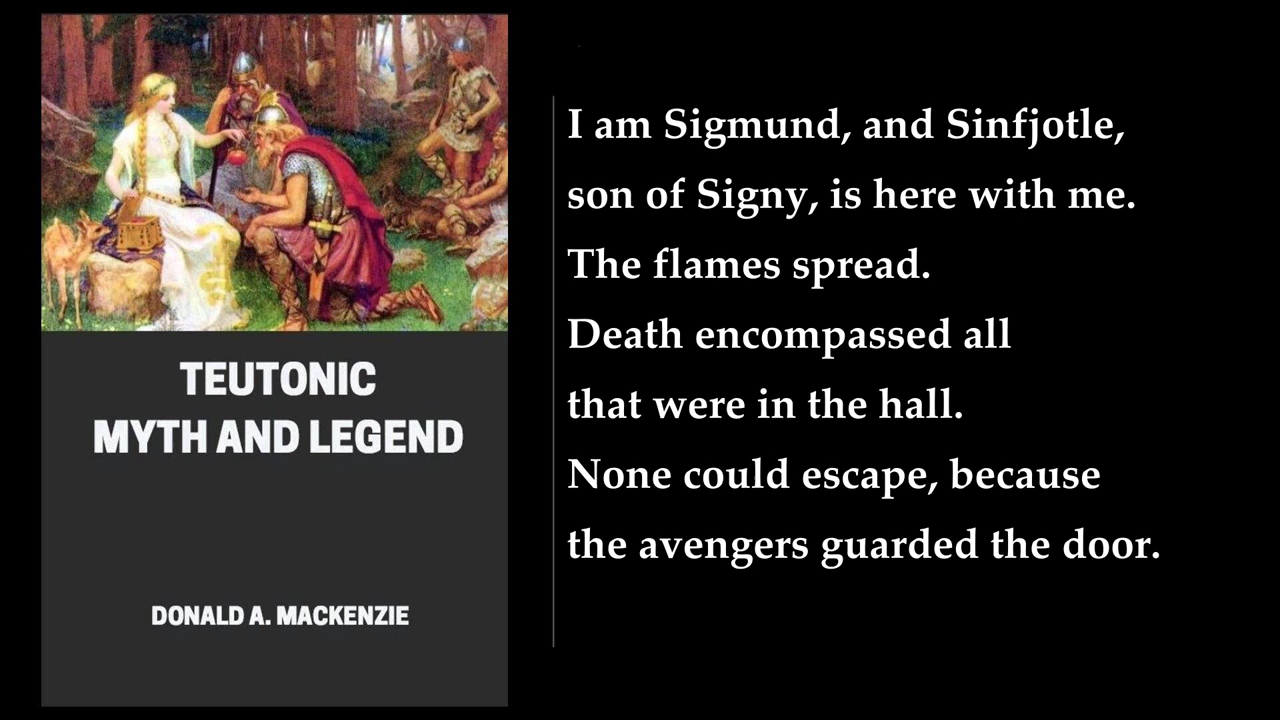 TEUTONIC
MYTH AND LEGEND
DONALD A. MACKENZIE
I am Sigmund, and Sinfjotle,
son of Signy, is here with me.
The flames spread.
Death encompassed all
that were in the hall.
None could escape, because
the avengers guarded the door.